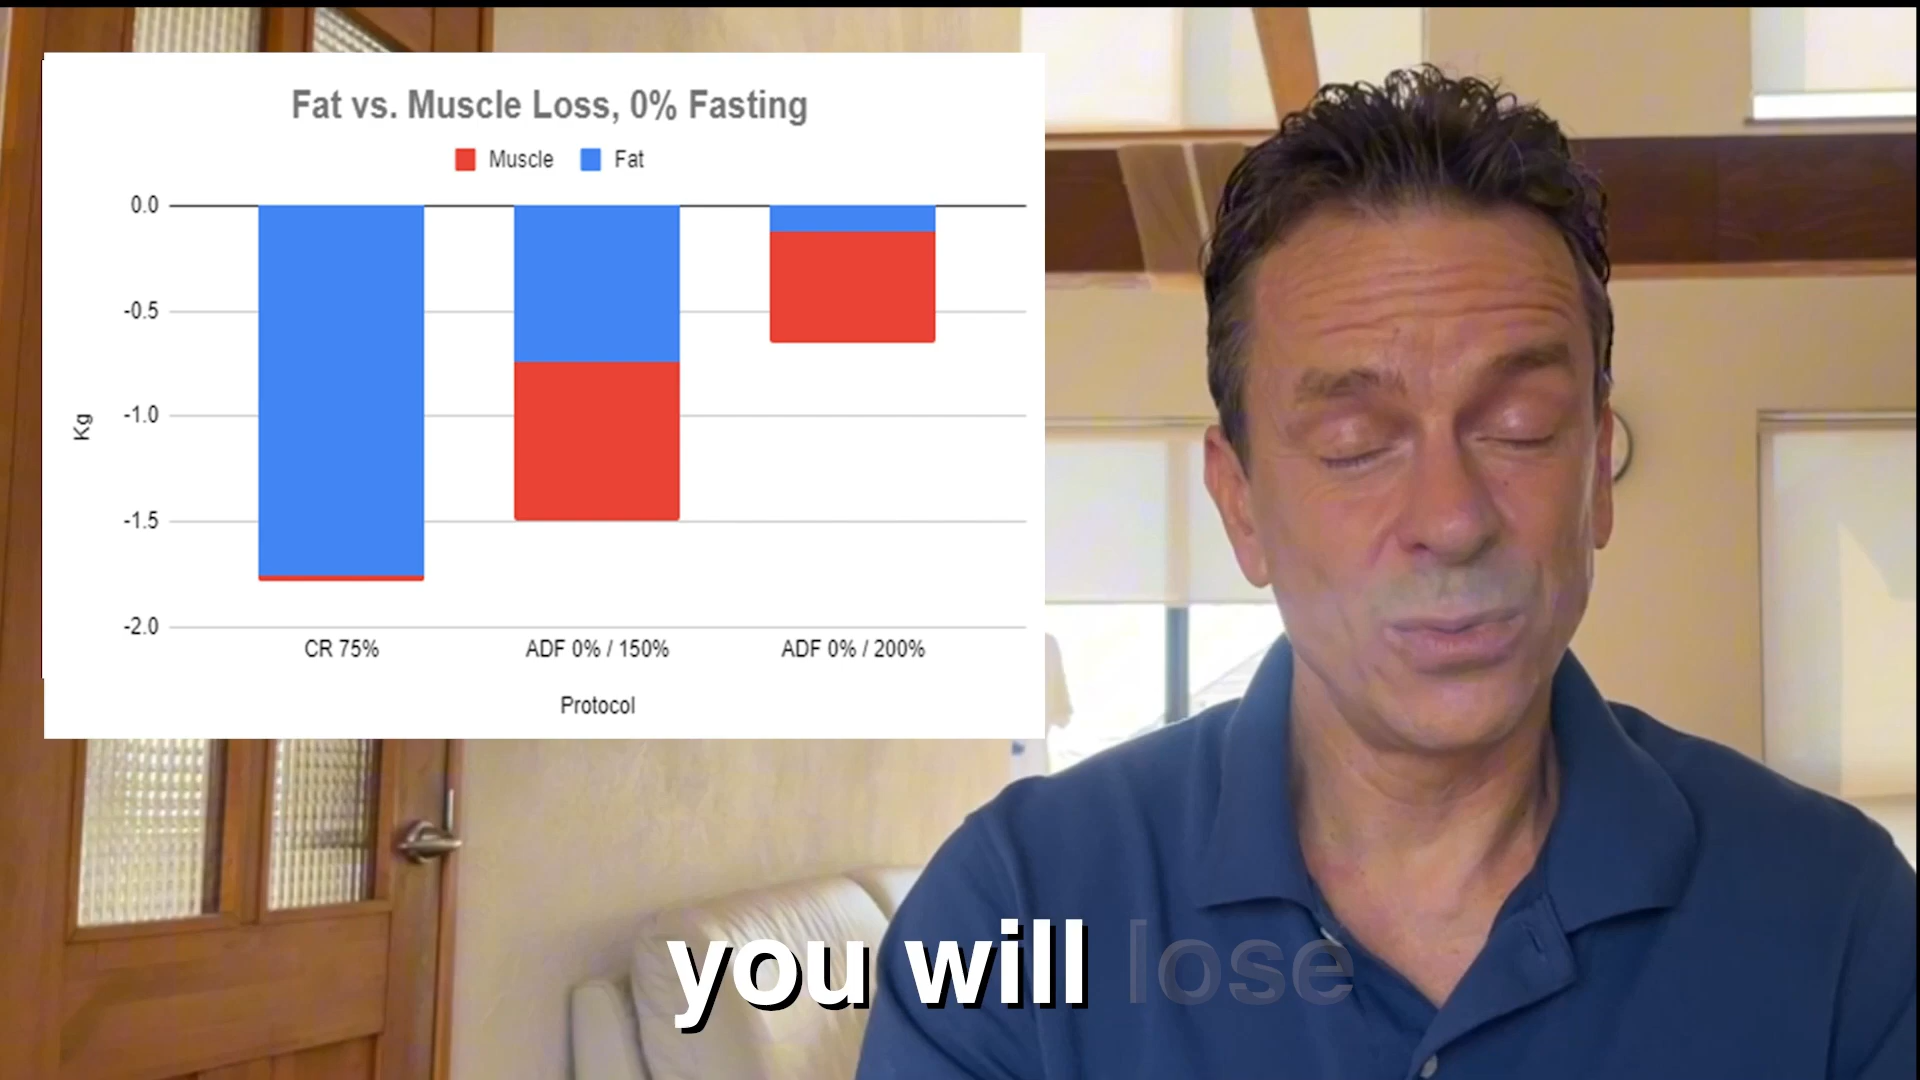 Fat vs. Muscle Loss, 0% Fasting
Muscle Fat
0.0
-0.5
-1.0
-1.5
-2.0
Kg
CR 75% ADF 0% / 150% ADF 0% / 200%
Protocol
you will lose